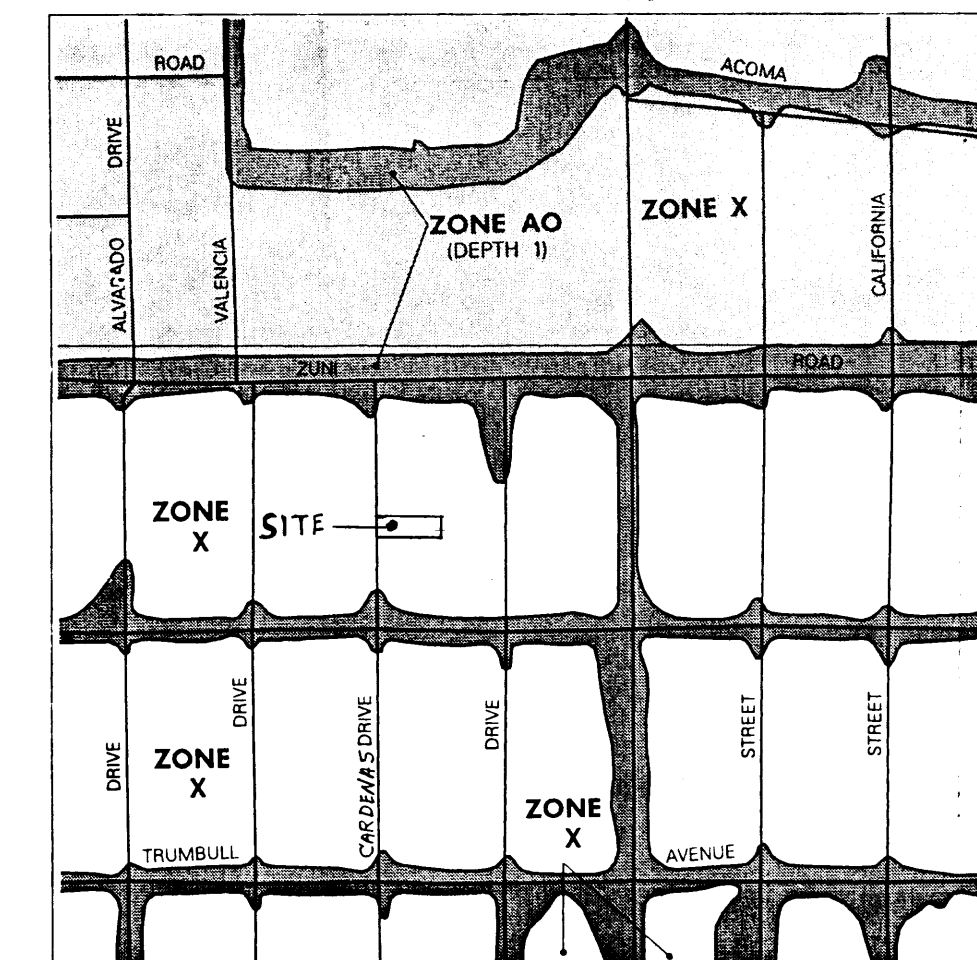 ROAD
ACOMA
DRIVE
ZONE AO
(DEPTH 1)
ZONE X
ALVARADO
VALENCIA
CALIFORNIA
ZUNI
ROAD
ZONE
X
SITE
DRIVE
DRIVE
CARDENAS DRIVE
DRIVE
STREET
STREET
ZONE
X
ZONE
X
TRUMBULL
AVENUE